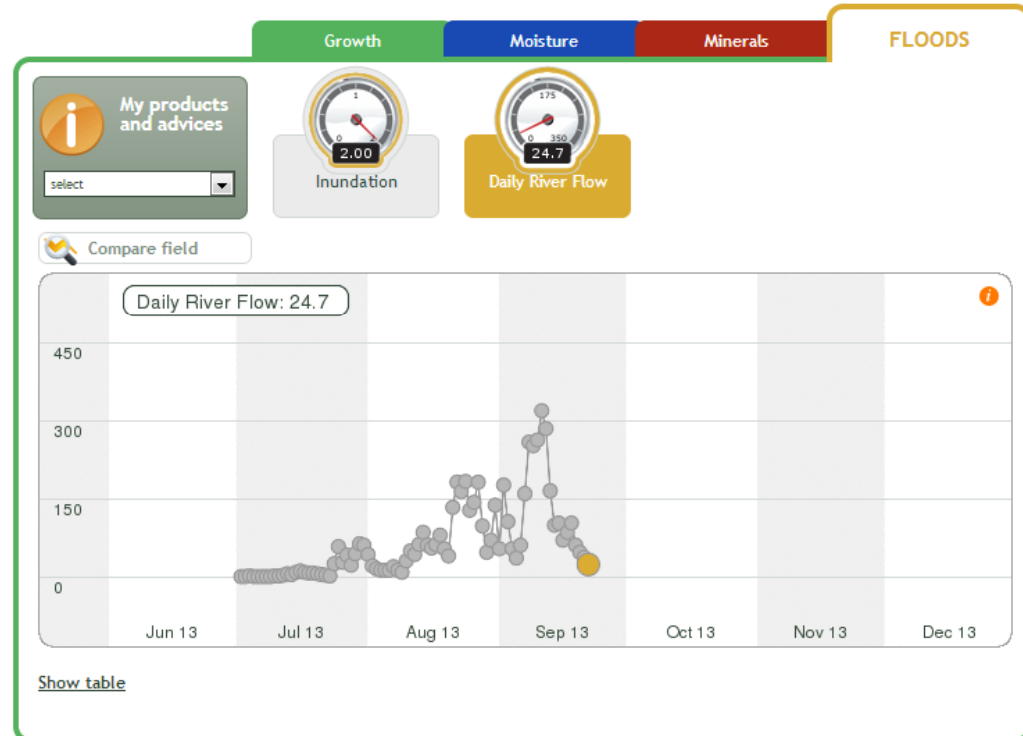 Growth
Moisture
Minerals
FLOODS
My products
and advices
select
1
0
2
2.00
Inundation
175
0
350
24.7
Daily River Flow
Compare field
Daily River Flow: 24.7
i
450
300
150
0
Jun 13
Jul 13
Aug 13
Sep 13
Oct 13
Nov 13
Dec 13
Show table